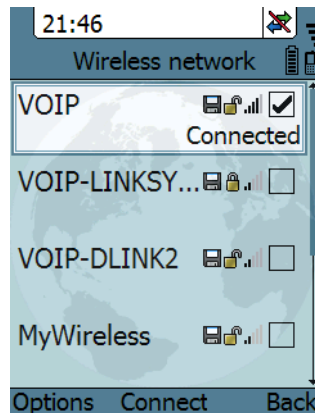 21:46
Wireless network
VOIP
Connected
VOIP-LINKSY...
VOIP-DLINK2
MyWireless
Options Connect Back